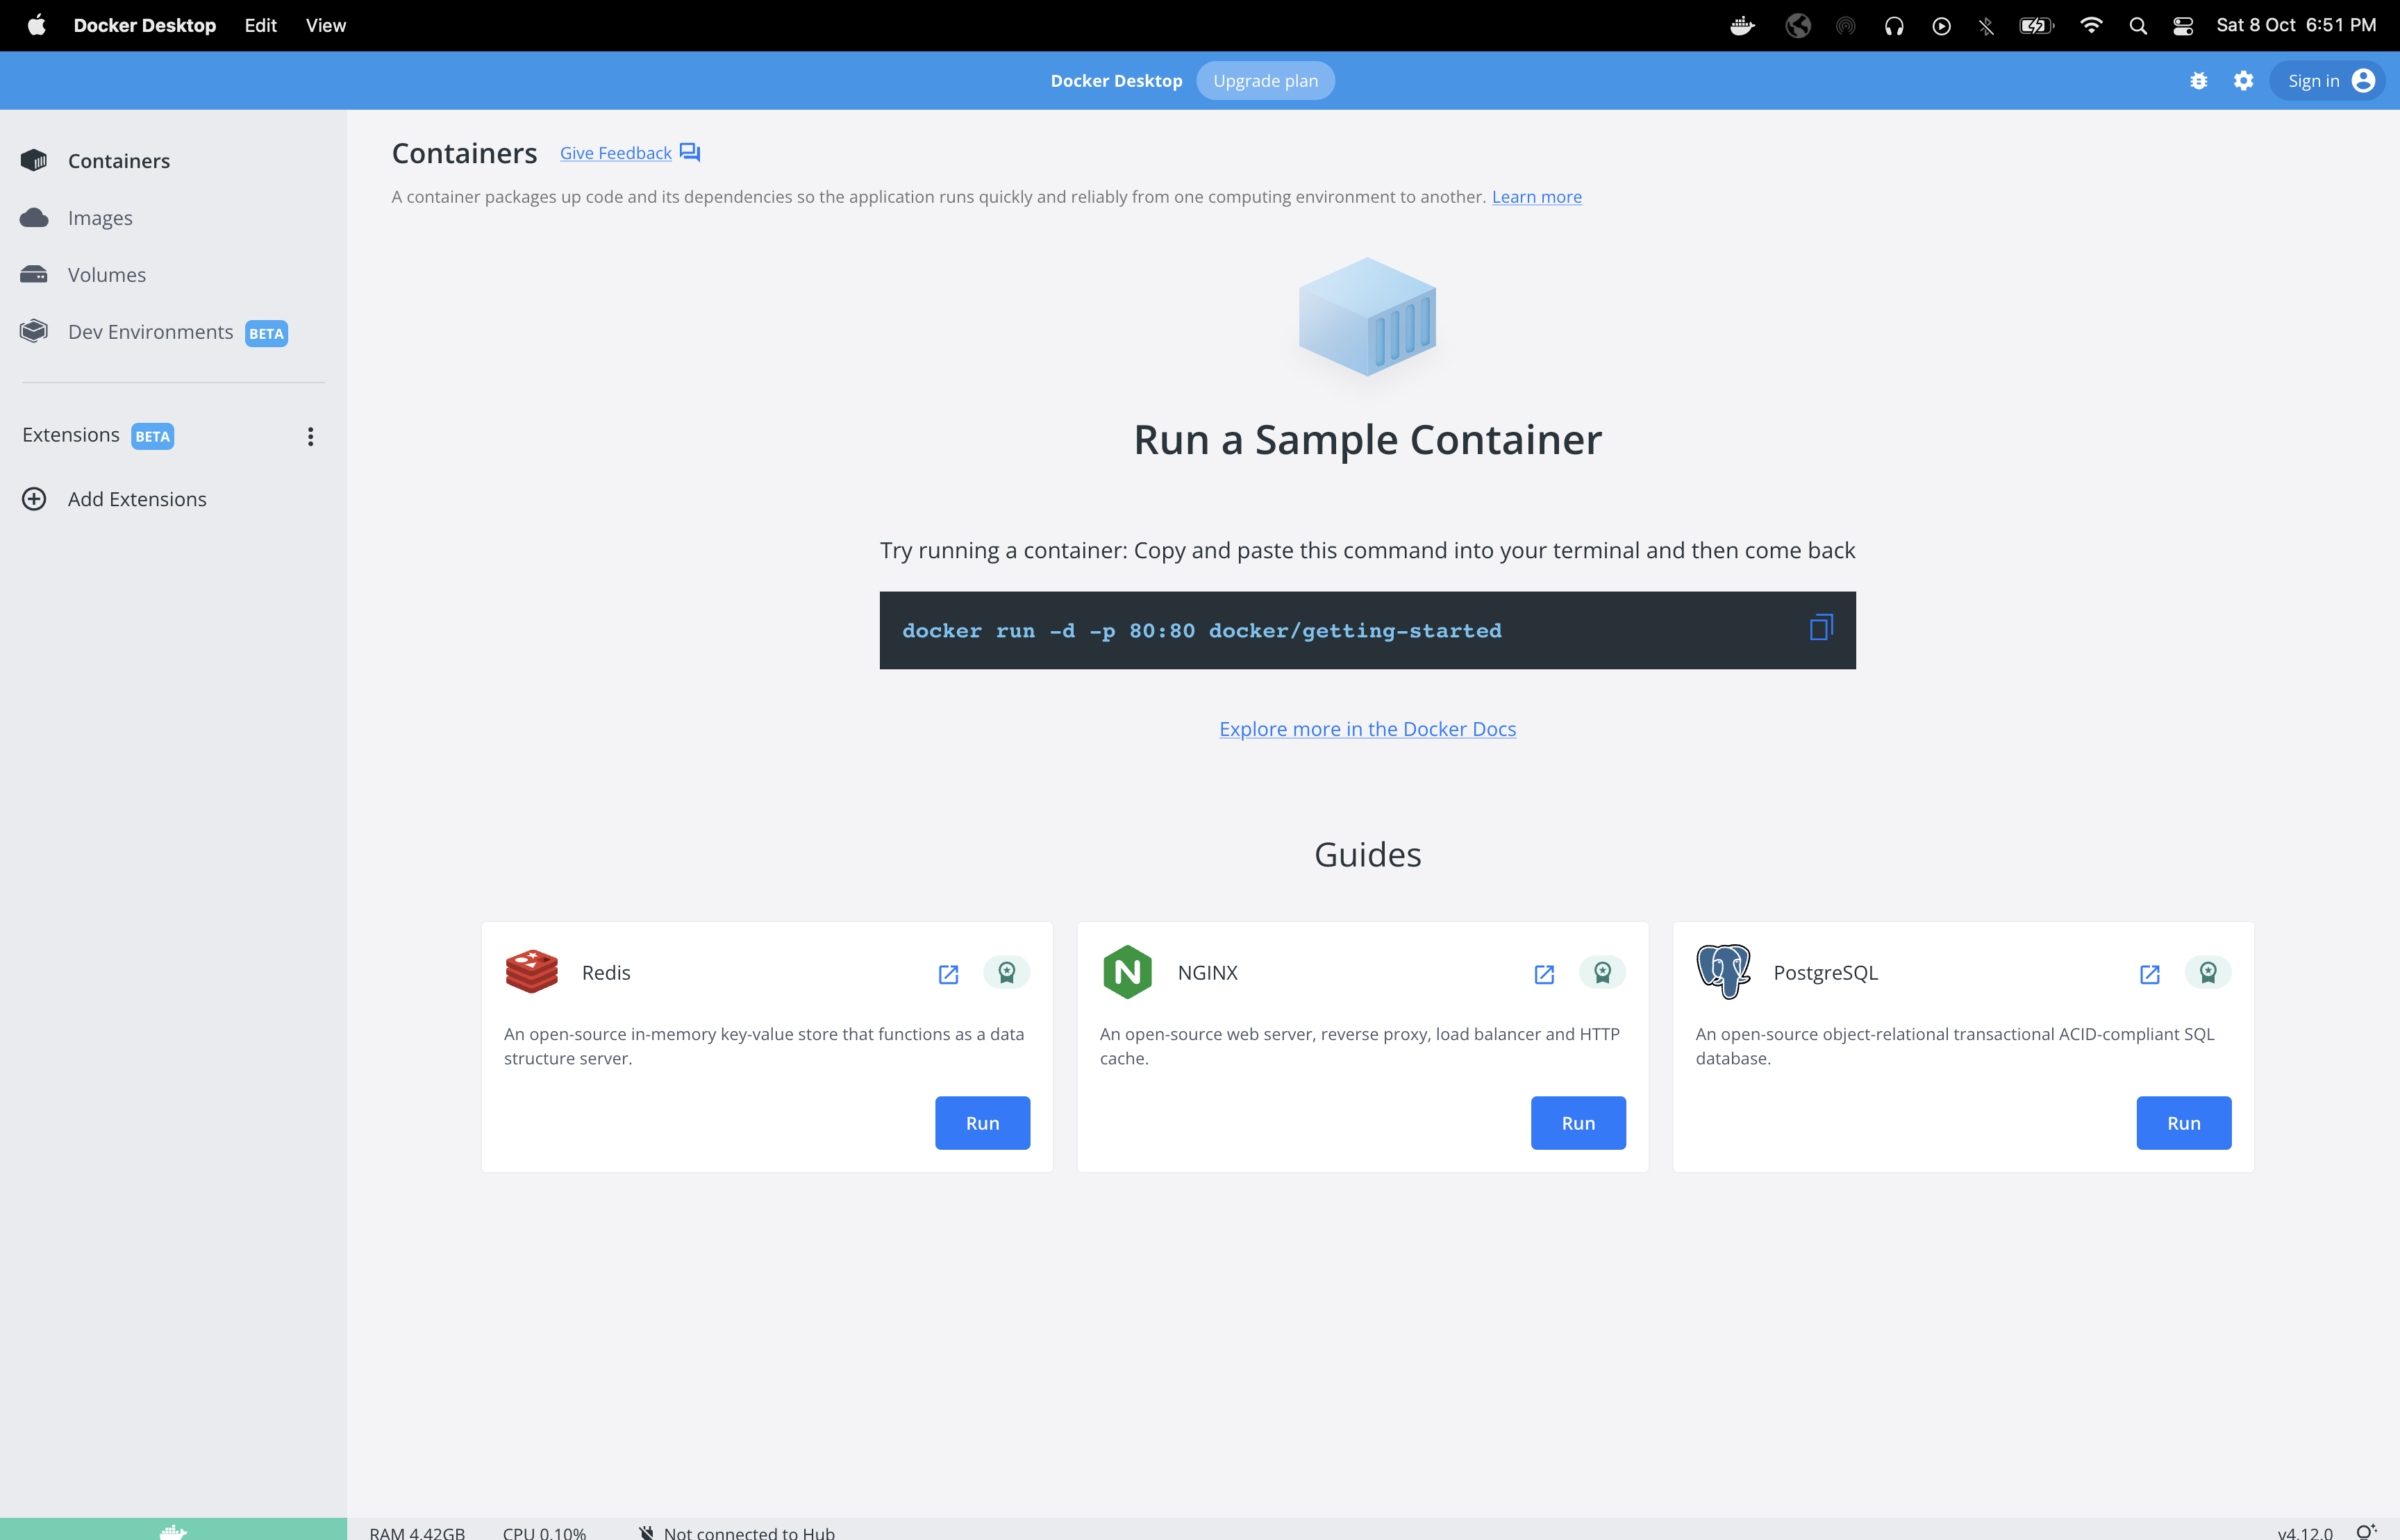 Docker Desktop Edit View Sat 8 Oct 6:51 PM
Docker Desktop Upgrade plan Sign in
Containers
Images
Volumes
Dev Environments BETA
Extensions BETA
Add Extensions
Containers Give Feedback
A container packages up code and its dependencies so the application runs quickly and reliably from one computing environment to another. Learn more
Run a Sample Container
Try running a container: Copy and paste this command into your terminal and then come back
docker run -d -p 80:80 docker/getting-started
Explore more in the Docker Docs
Guides
Redis
An open-source in-memory key-value store that functions as a data
structure server.
Run
NGINX
An open-source web server, reverse proxy, load balancer and HTTP
cache.
Run
PostgreSQL
An open-source object-relational transactional ACID-compliant SQL
database.
Run
RAM 4.42GB CPU 0.10% Not connected to Hub v4.12.0